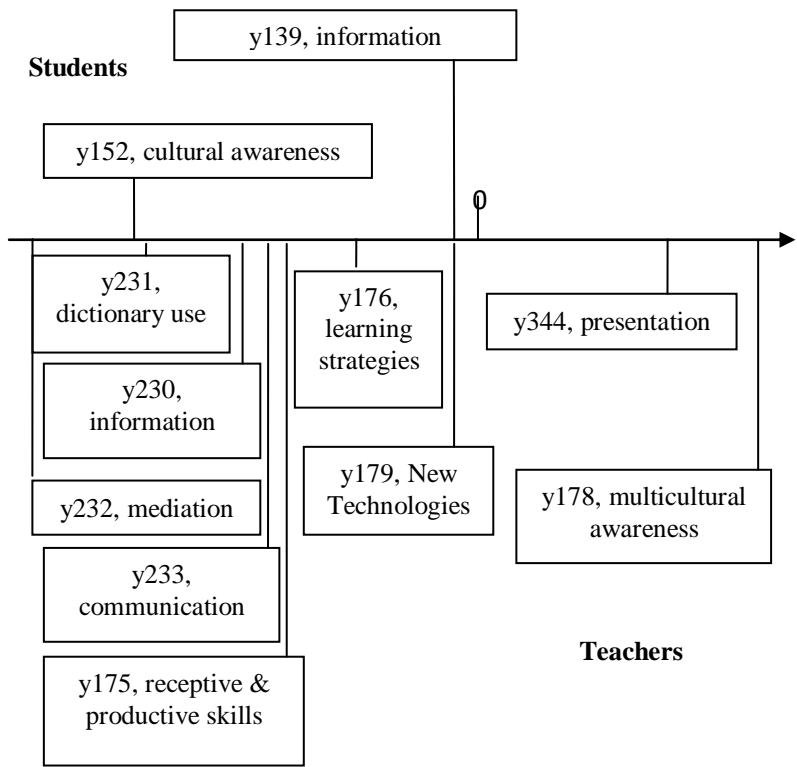 y139, information
Students
y152, cultural awareness
0
y231,
dictionary use
y176,
learning
strategies
y344, presentation
y230,
information
y179, New
Technologies
y232, mediation
y178, multicultural
awareness
y233,
communication
Teachers
y175, receptive &
productive skills